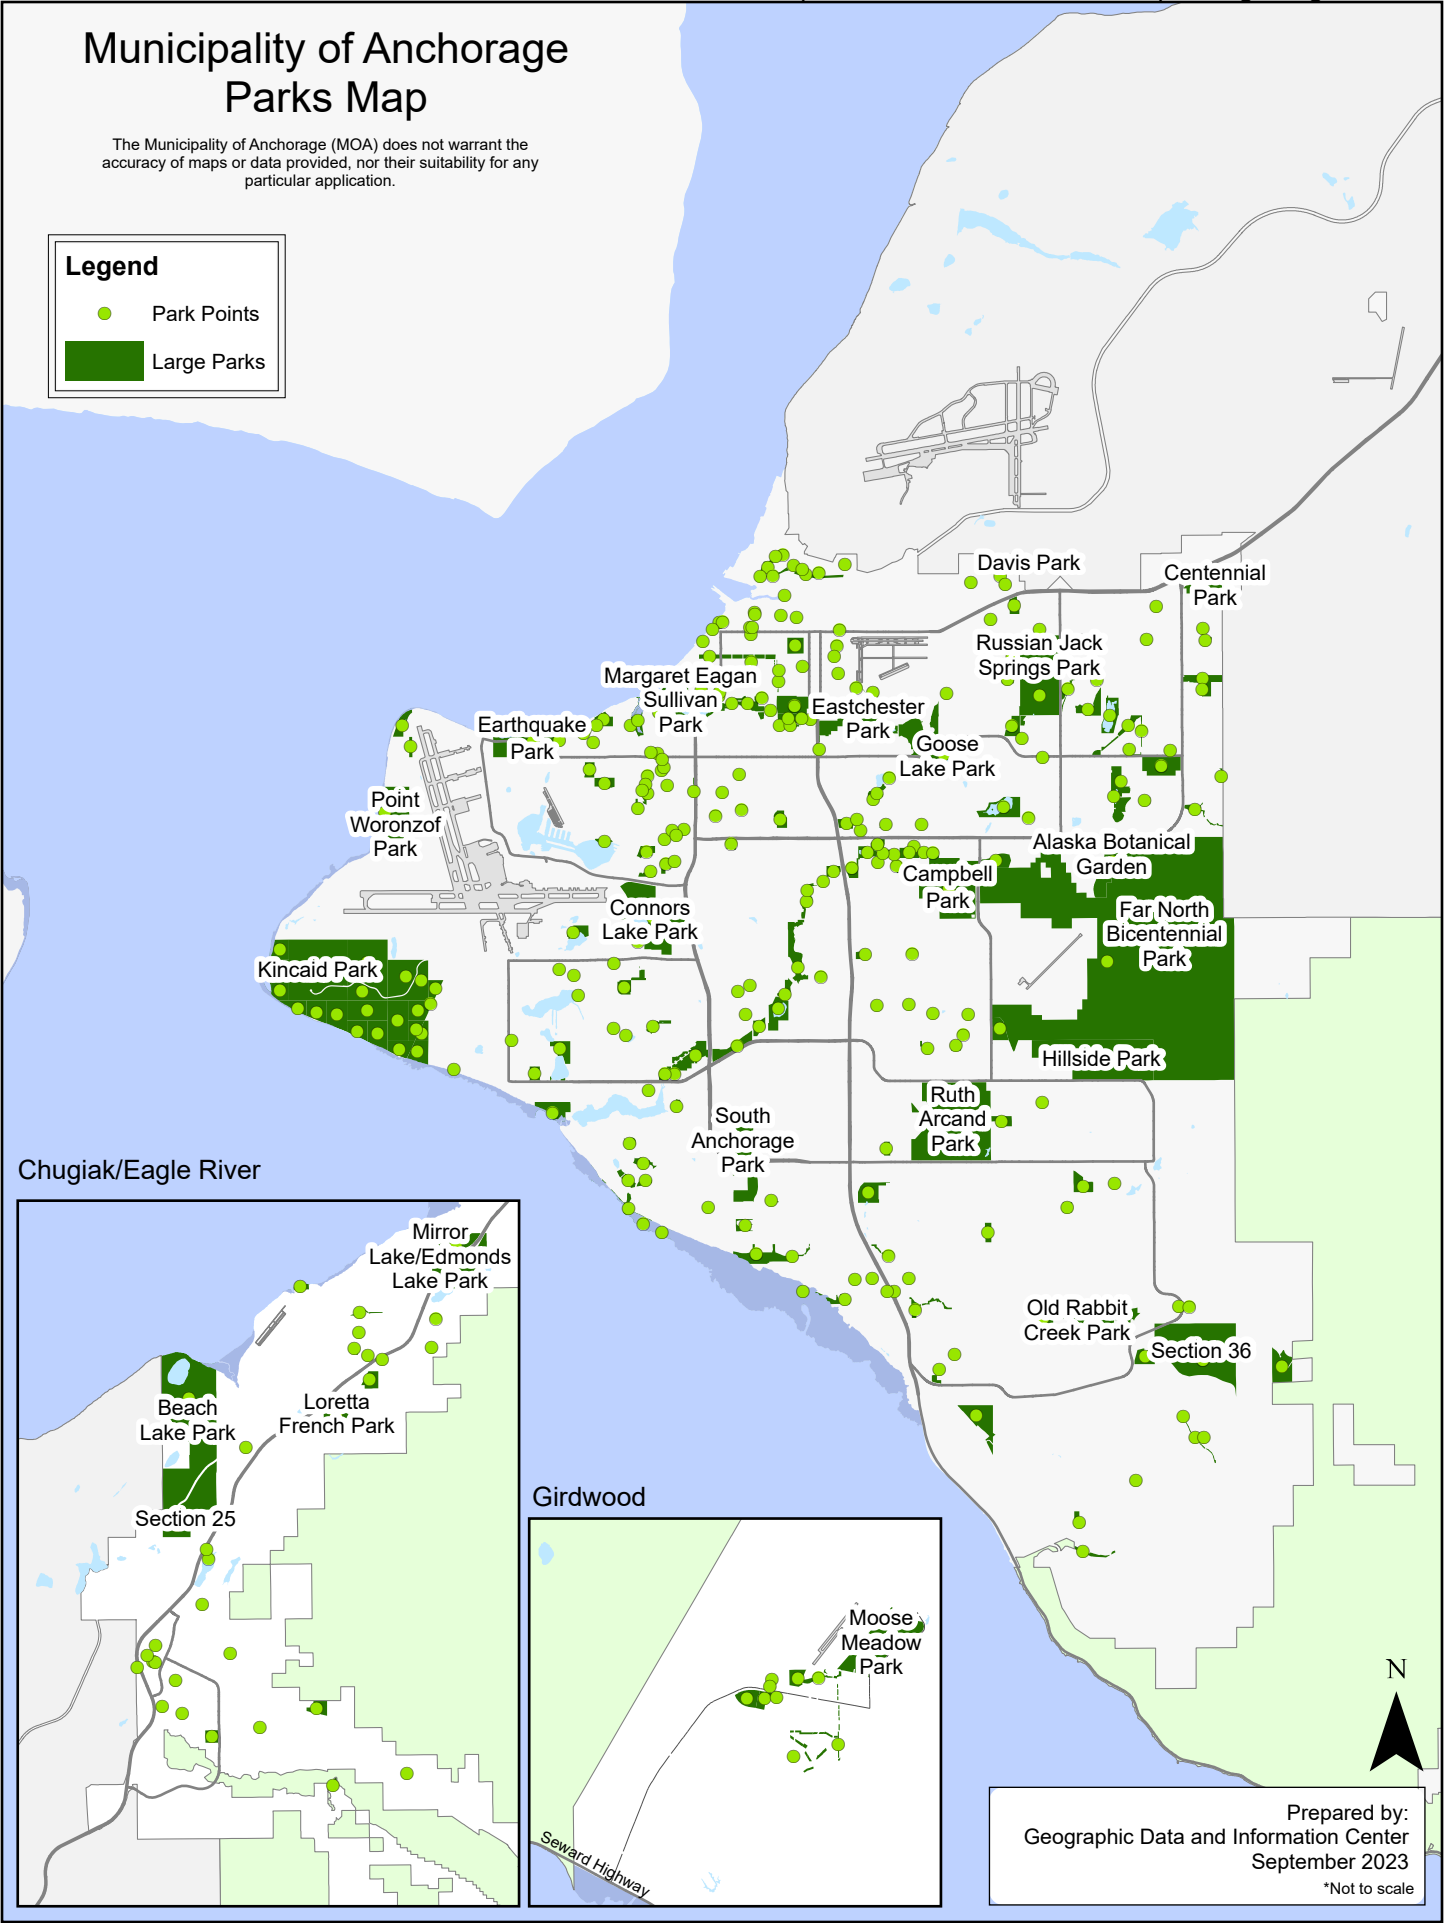 Municipality of Anchorage
Parks Map
The Municipality of Anchorage (MOA) does not warrant the
accuracy of maps or data provided, nor their suitability for any
particular application.
Legend
Park Points
Large Parks
Davis Park
Centennial
Park
Russian Jack
Springs Park
Margaret Eagan
Sullivan
Park
Earthquake
Park
Eastchester
Park
Goose
Lake Park
Point
Woronzof
Park
Alaska Botanical
Garden
Campbell
Park
Connors
Lake Park
Far North
Bicentennial
Park
Kincaid Park
Hillside Park
Ruth
Arcand
Park
South
Anchorage
Park
Old Rabbit
Creek Park
Section 36
Chugiak/Eagle River
Mirror
Lake/Edmonds
Lake Park
Loretta
French Park
Beach
Lake Park
Section 25
Girdwood
Moose
Meadow
Park
Seward Highway
N
Prepared by:
Geographic Data and Information Center
September 2023
*Not to scale